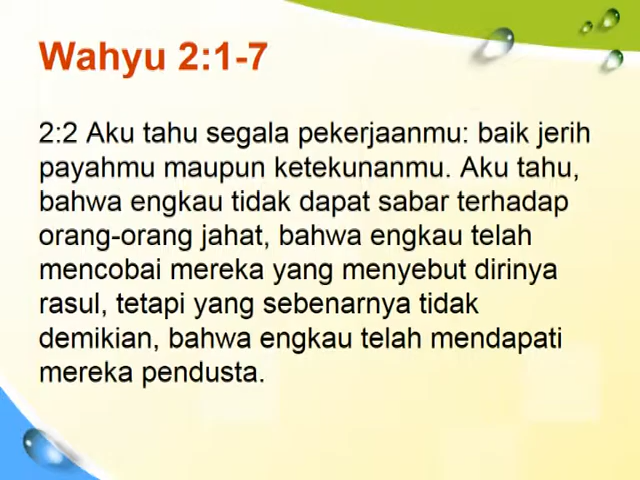 Wahyu 2:1-7
2:2 Aku tahu segala pekerjaanmu: baik jerih
payahmu maupun ketekunanmu. Aku tahu,
bahwa engkau tidak dapat sabar terhadap
orang-orang jahat, bahwa engkau telah
mencobai mereka yang menyebut dirinya
rasul, tetapi yang sebenarnya tidak
demikian, bahwa engkau telah mendapati
mereka pendusta.